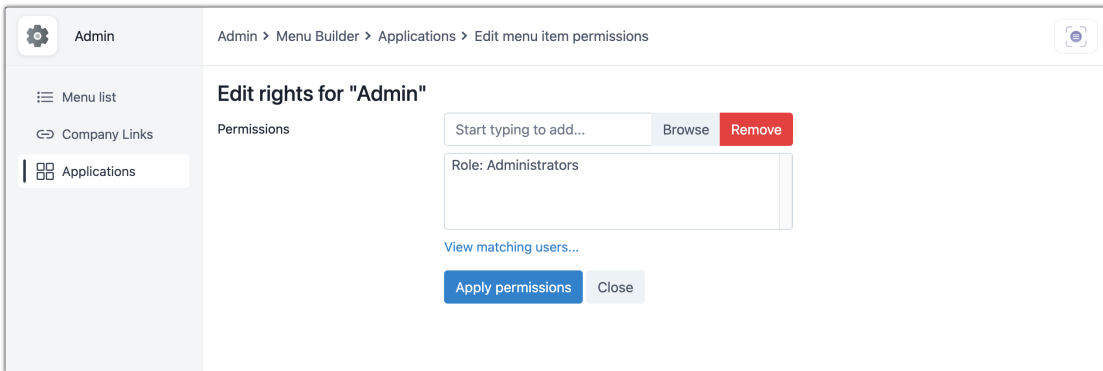 Admin
Admin > Menu Builder > Applications > Edit menu item permissions
Menu list
Company Links
Applications
Edit rights for "Admin"
Permissions
Start typing to add...
Browse
Remove
Role: Administrators
View matching users...
Apply permissions
Close